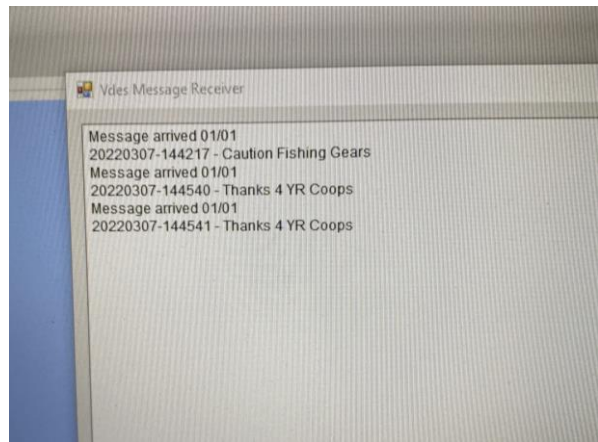 Vdes Message Receiver
Message arrived 01/01
20220307-144217 - Caution Fishing Gears
Message arrived 01/01
20220307-144540 - Thanks 4 YR Coops
Message arrived 01/01
20220307-144541 - Thanks 4 YR Coops